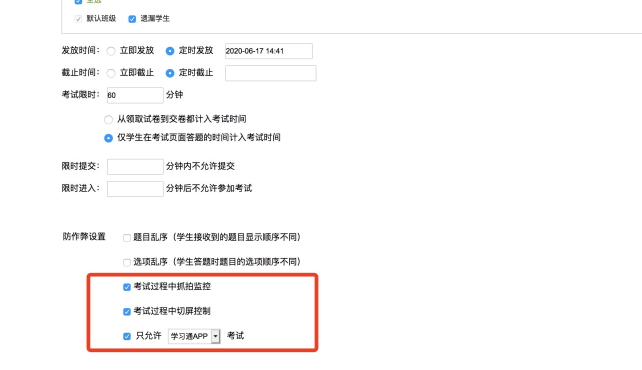 全选
默认班级 遗漏学生
发放时间: 立即发放 定时发放 2020-06-17 14:41
截止时间: 立即截止 定时截止
考试限时: 60 分钟
从领取试卷到交卷都计入考试时间
仅学生在考试页面答题的时间计入考试时间
限时提交: 分钟内不允许提交
限时进入: 分钟后不允许参加考试
防作弊设置 题目乱序（学生接收到的题目显示顺序不同）
选项乱序（学生答题时题目的选项顺序不同）
考试过程中抓拍监控
考试过程中切屏控制
只允许 学习通APP 考试